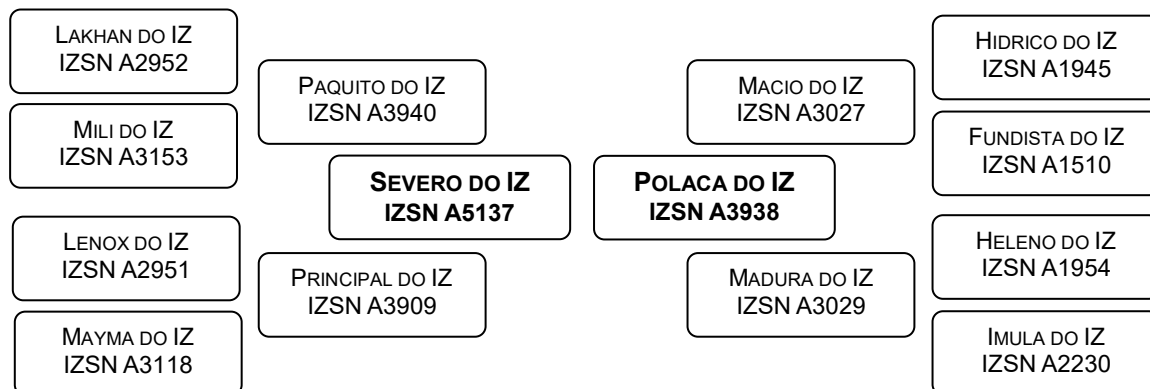 LAKHAN DO IZ
IZSN A2952
MILI DO IZ
IZSN A3153
LENOX DO IZ
IZSN A2951
MAYMA DO IZ
IZSN A3118
PAQUITO DO IZ
IZSN A3940
PRINCIPAL DO IZ
IZSN A3909
SEVERO DO IZ
IZSN A5137
POLACA DO IZ
IZSN A3938
MACIO DO IZ
IZSN A3027
MADURA DO IZ
IZSN A3029
HIDRICO DO IZ
IZSN A1945
FUNDISTA DO IZ
IZSN A1510
HELENO DO IZ
IZSN A1954
IMULA DO IZ
IZSN A2230